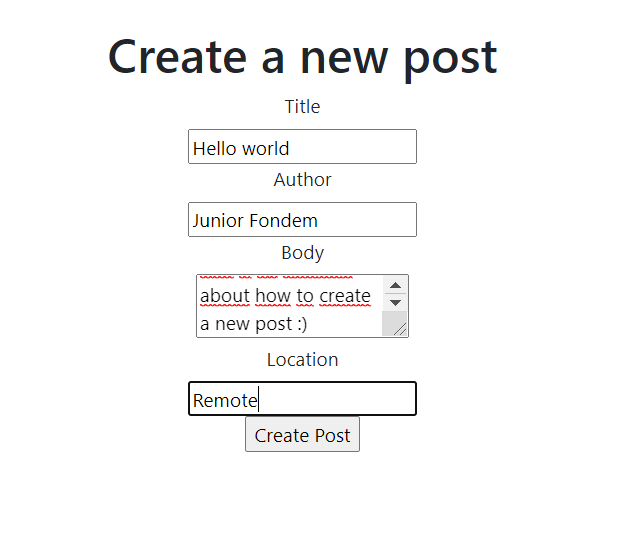 Create a new post
Title
Hello world
Author
Junior Fondem
Body
about how to create
a new post :)
Location
Remote
Create Post